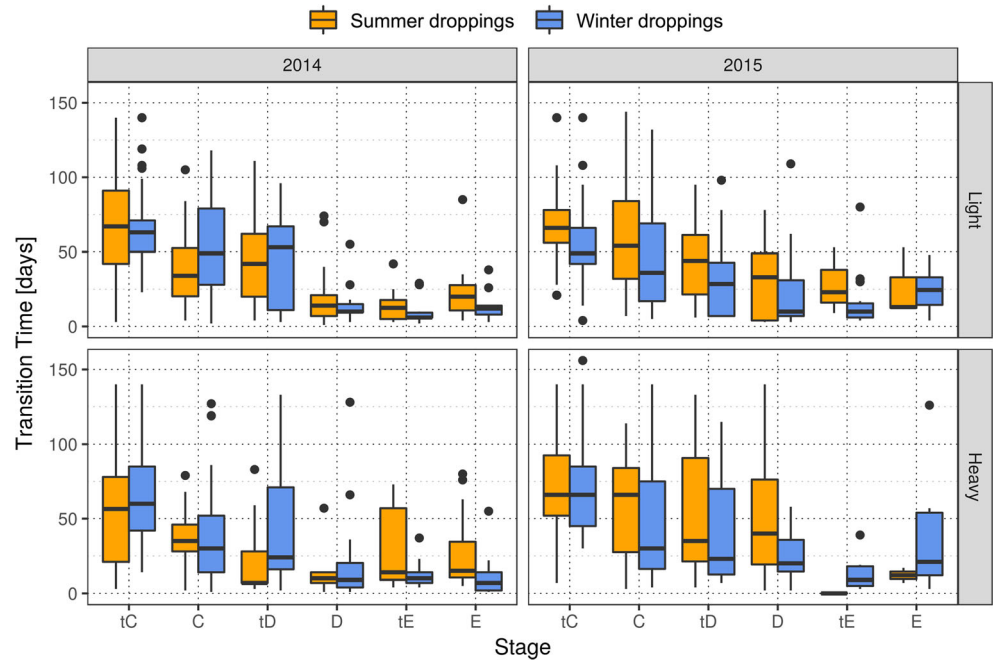 Summer droppings Winter droppings
2014 2015
150
100
50
0
Light
Transition Time [days]
150
100
50
0
Heavy
tC C tD D tE E tC C tD D tE E
Stage